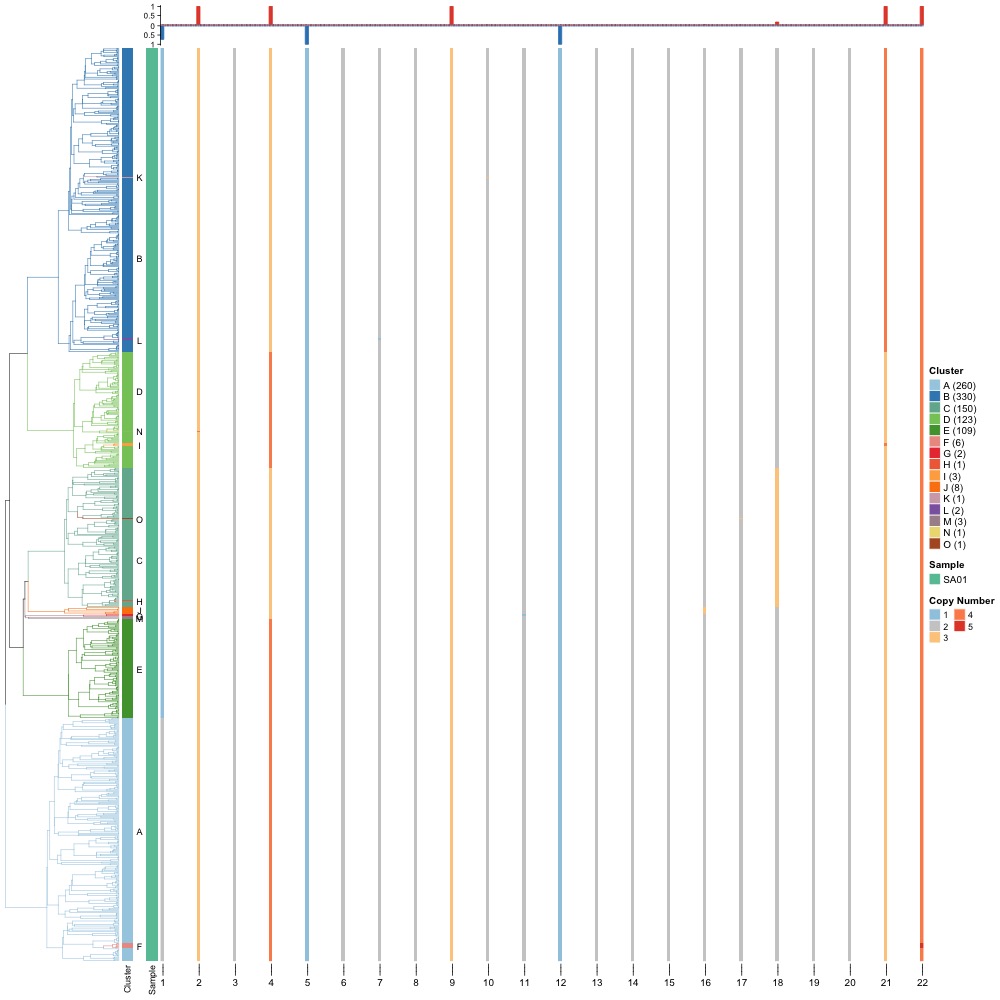 1
0.5
0
0.5
1
K
B
L
D
N
I
O
C
H
J
G
M
E
A
F
Cluster
A (260)
B (330)
C (150)
D (123)
E (109)
F (6)
G (2)
H (1)
I (3)
J (8)
K (1)
L (2)
M (3)
N (1)
O (1)
Sample
SA01
Copy Number
1 4
2 5
3
Cluster
Sample
1 2 3 4 5 6 7 8 9 10 11 12 13 14 15 16 17 18 19 20 21 22